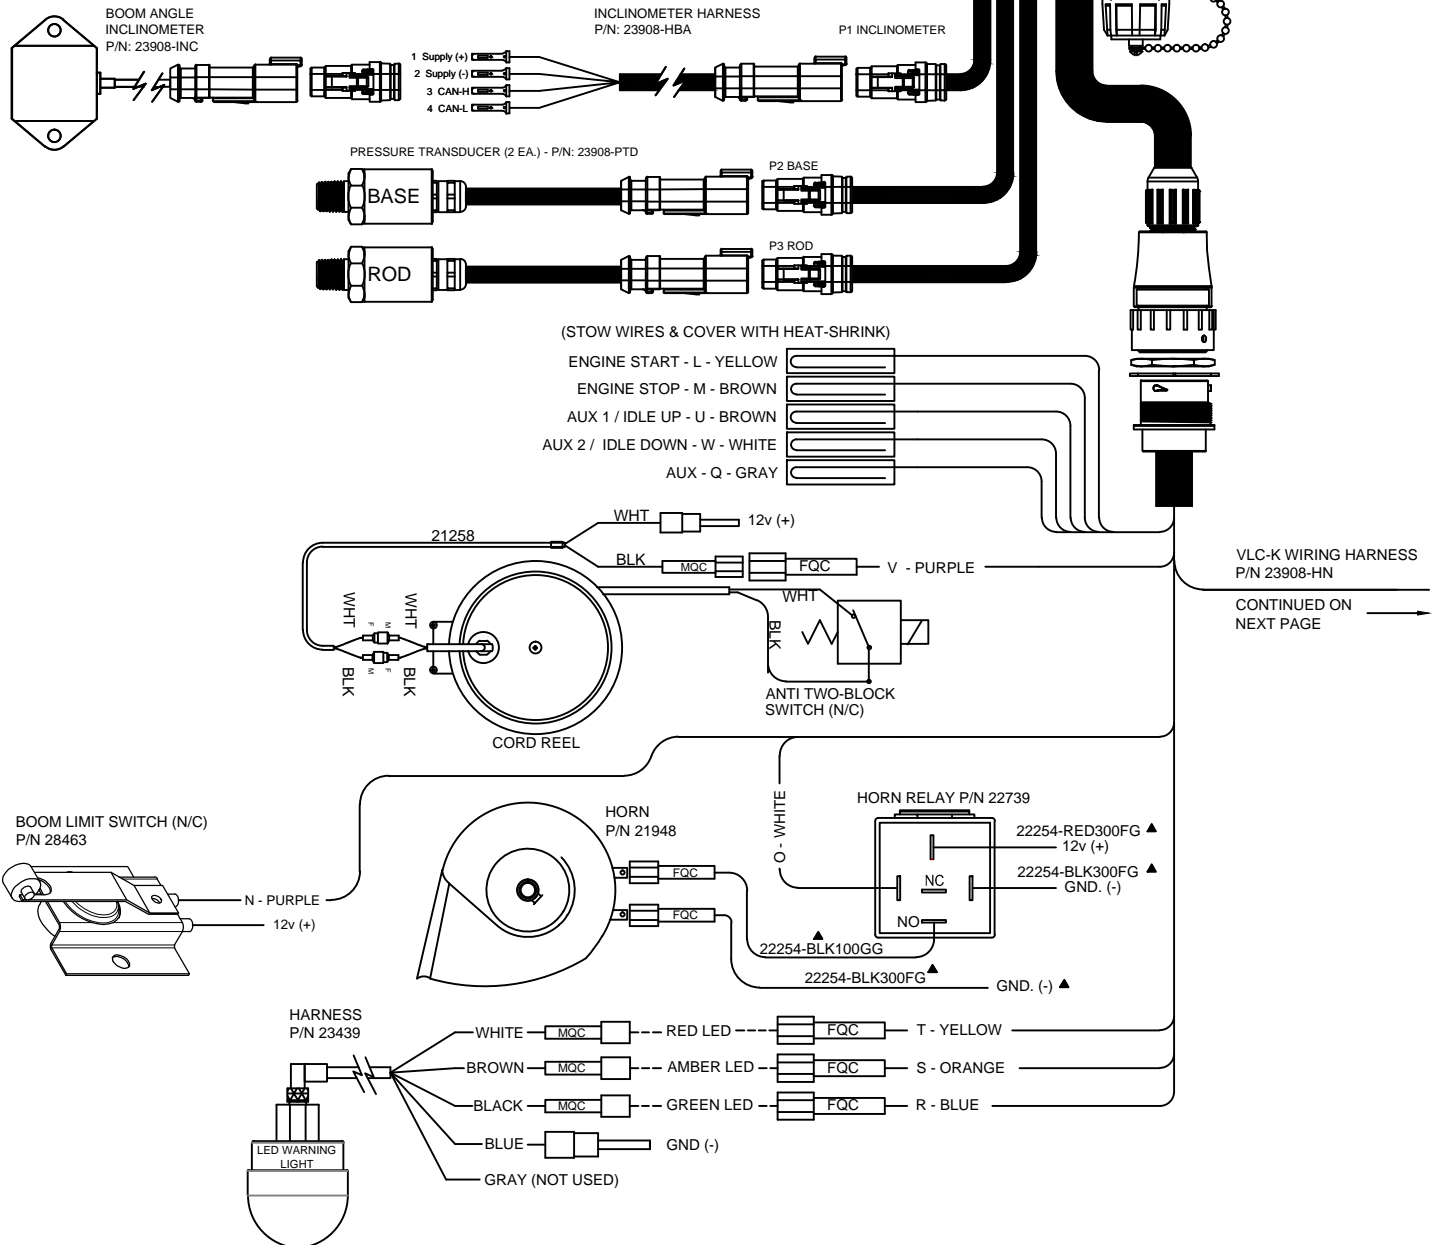 BOOM ANGLE
INCLINOMETER
P/N: 23908-INC
INCLINOMETER HARNESS
P/N: 23908-HBA
P1 INCLINOMETER
1 Supply (+)
2 Supply (-)
3 CAN-H
4 CAN-L
PRESSURE TRANSDUCER (2 EA.) - P/N: 23908-PTD
BASE
P2 BASE
ROD
P3 ROD
(STOW WIRES & COVER WITH HEAT-SHRINK)
ENGINE START - L - YELLOW
ENGINE STOP - M - BROWN
AUX 1 / IDLE UP - U - BROWN
AUX 2 / IDLE DOWN - W - WHITE
AUX - Q - GRAY
WHT
12v (+)
21258
BLK
MQC
FQC
V - PURPLE
VLC-K WIRING HARNESS
P/N 23908-HN
CONTINUED ON
NEXT PAGE
WHT
WHT
F
M
M
F
BLK
BLK
WHT
BLK
ANTI TWO-BLOCK
SWITCH (N/C)
CORD REEL
BOOM LIMIT SWITCH (N/C)
P/N 28463
N - PURPLE
12v (+)
HORN
P/N 21948
FQC
FQC
O - WHITE
HORN RELAY P/N 22739
22254-RED300FG ▲
12v (+)
22254-BLK300FG ▲
GND. (-)
NC
NO
▲
22254-BLK100GG
22254-BLK300FG ▲
GND. (-) ▲
HARNESS
P/N 23439
WHITE
MQC
RED LED
FQC
T - YELLOW
BROWN
MQC
AMBER LED
FQC
S - ORANGE
BLACK
MQC
GREEN LED
FQC
R - BLUE
BLUE
GND (-)
GRAY (NOT USED)
LED WARNING
LIGHT